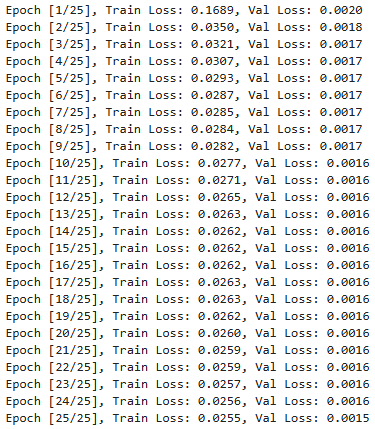 Epoch [1/25], Train Loss: 0.1689, Val Loss: 0.0020
Epoch [2/25], Train Loss: 0.0350, Val Loss: 0.0018
Epoch [3/25], Train Loss: 0.0321, Val Loss: 0.0017
Epoch [4/25], Train Loss: 0.0307, Val Loss: 0.0017
Epoch [5/25], Train Loss: 0.0293, Val Loss: 0.0017
Epoch [6/25], Train Loss: 0.0287, Val Loss: 0.0017
Epoch [7/25], Train Loss: 0.0285, Val Loss: 0.0017
Epoch [8/25], Train Loss: 0.0284, Val Loss: 0.0017
Epoch [9/25], Train Loss: 0.0282, Val Loss: 0.0017
Epoch [10/25], Train Loss: 0.0277, Val Loss: 0.0016
Epoch [11/25], Train Loss: 0.0271, Val Loss: 0.0016
Epoch [12/25], Train Loss: 0.0265, Val Loss: 0.0016
Epoch [13/25], Train Loss: 0.0263, Val Loss: 0.0016
Epoch [14/25], Train Loss: 0.0262, Val Loss: 0.0016
Epoch [15/25], Train Loss: 0.0262, Val Loss: 0.0016
Epoch [16/25], Train Loss: 0.0262, Val Loss: 0.0016
Epoch [17/25], Train Loss: 0.0263, Val Loss: 0.0016
Epoch [18/25], Train Loss: 0.0263, Val Loss: 0.0016
Epoch [19/25], Train Loss: 0.0262, Val Loss: 0.0016
Epoch [20/25], Train Loss: 0.0260, Val Loss: 0.0016
Epoch [21/25], Train Loss: 0.0259, Val Loss: 0.0016
Epoch [22/25], Train Loss: 0.0259, Val Loss: 0.0016
Epoch [23/25], Train Loss: 0.0257, Val Loss: 0.0016
Epoch [24/25], Train Loss: 0.0256, Val Loss: 0.0016
Epoch [25/25], Train Loss: 0.0255, Val Loss: 0.0015